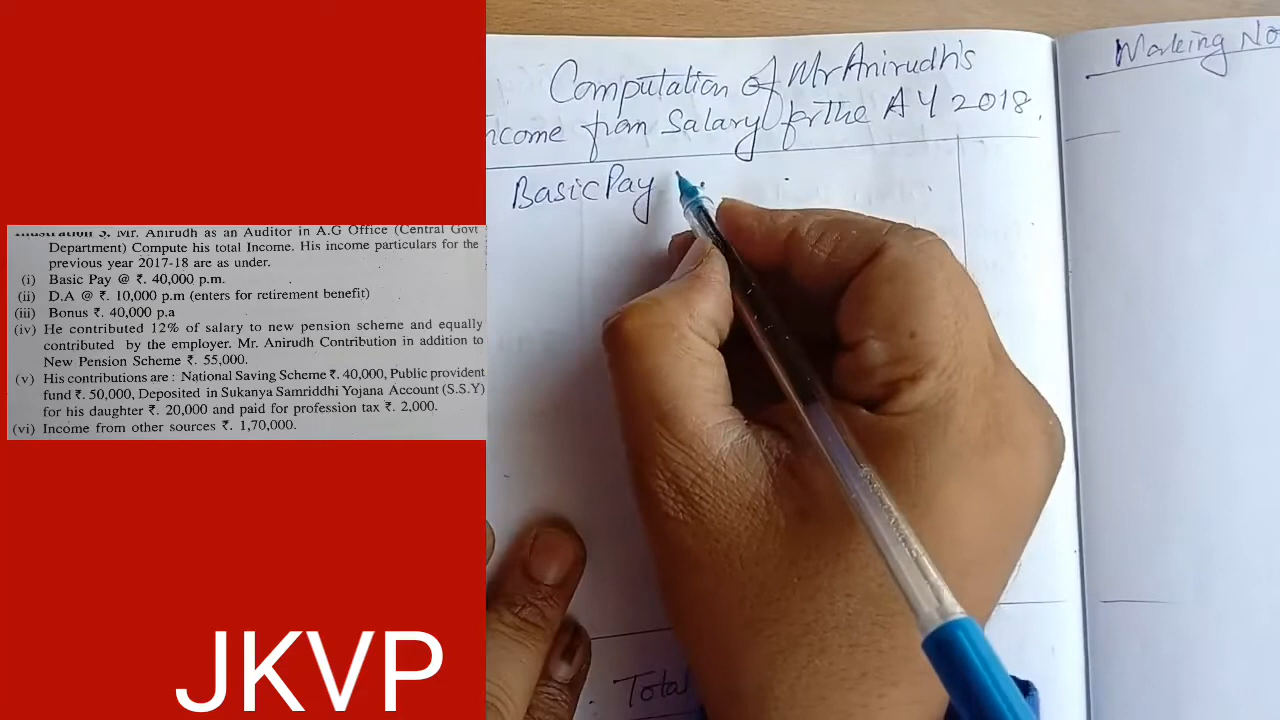 Illustration 3. Mr. Anirudh as an Auditor in A.G Office (Central Govt
Department) Compute his total Income. His income particulars for the
previous year 2017-18 are as under.
(i) Basic Pay @ ₹. 40,000 p.m.
(ii) D.A @ ₹. 10,000 p.m (enters for retirement benefit)
(iii) Bonus ₹. 40,000 p.a
(iv) He contributed 12% of salary to new pension scheme and equally
contributed by the employer. Mr. Anirudh Contribution in addition to
New Pension Scheme ₹. 55,000.
(v) His contributions are : National Saving Scheme ₹. 40,000, Public provident
fund ₹. 50,000, Deposited in Sukanya Samriddhi Yojana Account (S.S.Y)
for his daughter ₹. 20,000 and paid for profession tax ₹. 2,000.
(vi) Income from other sources ₹. 1,70,000.
JKVP
Computation of Mr Anirudh's
ncome from Salary for the A Y 2018.
Basic Pay
Total
Working No